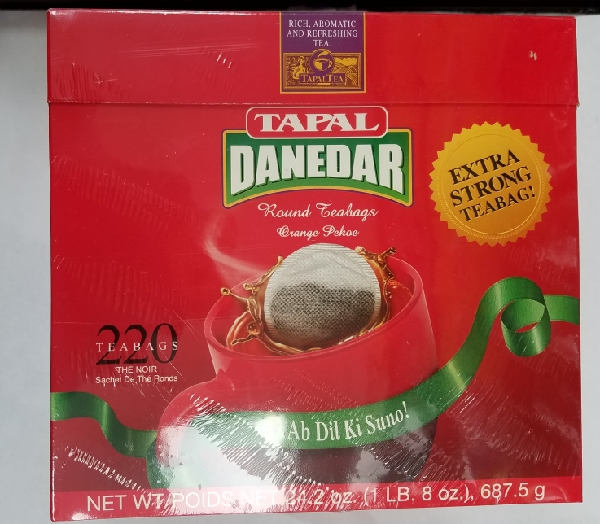 RICH, AROMATIC
AND REFRESHING
TEA
TAPAL TEA
TAPAL
DANEDAR
Round Teabags
Orange Pekoe
EXTRA
STRONG
TEABAG!
220
TEABAGS
THE NOIR
Sachet De The Ronds
Ab Dil Ki Suno!
NET WT/POIDS NET 24.2 oz. (1 LB. 8 oz.), 687.5 g